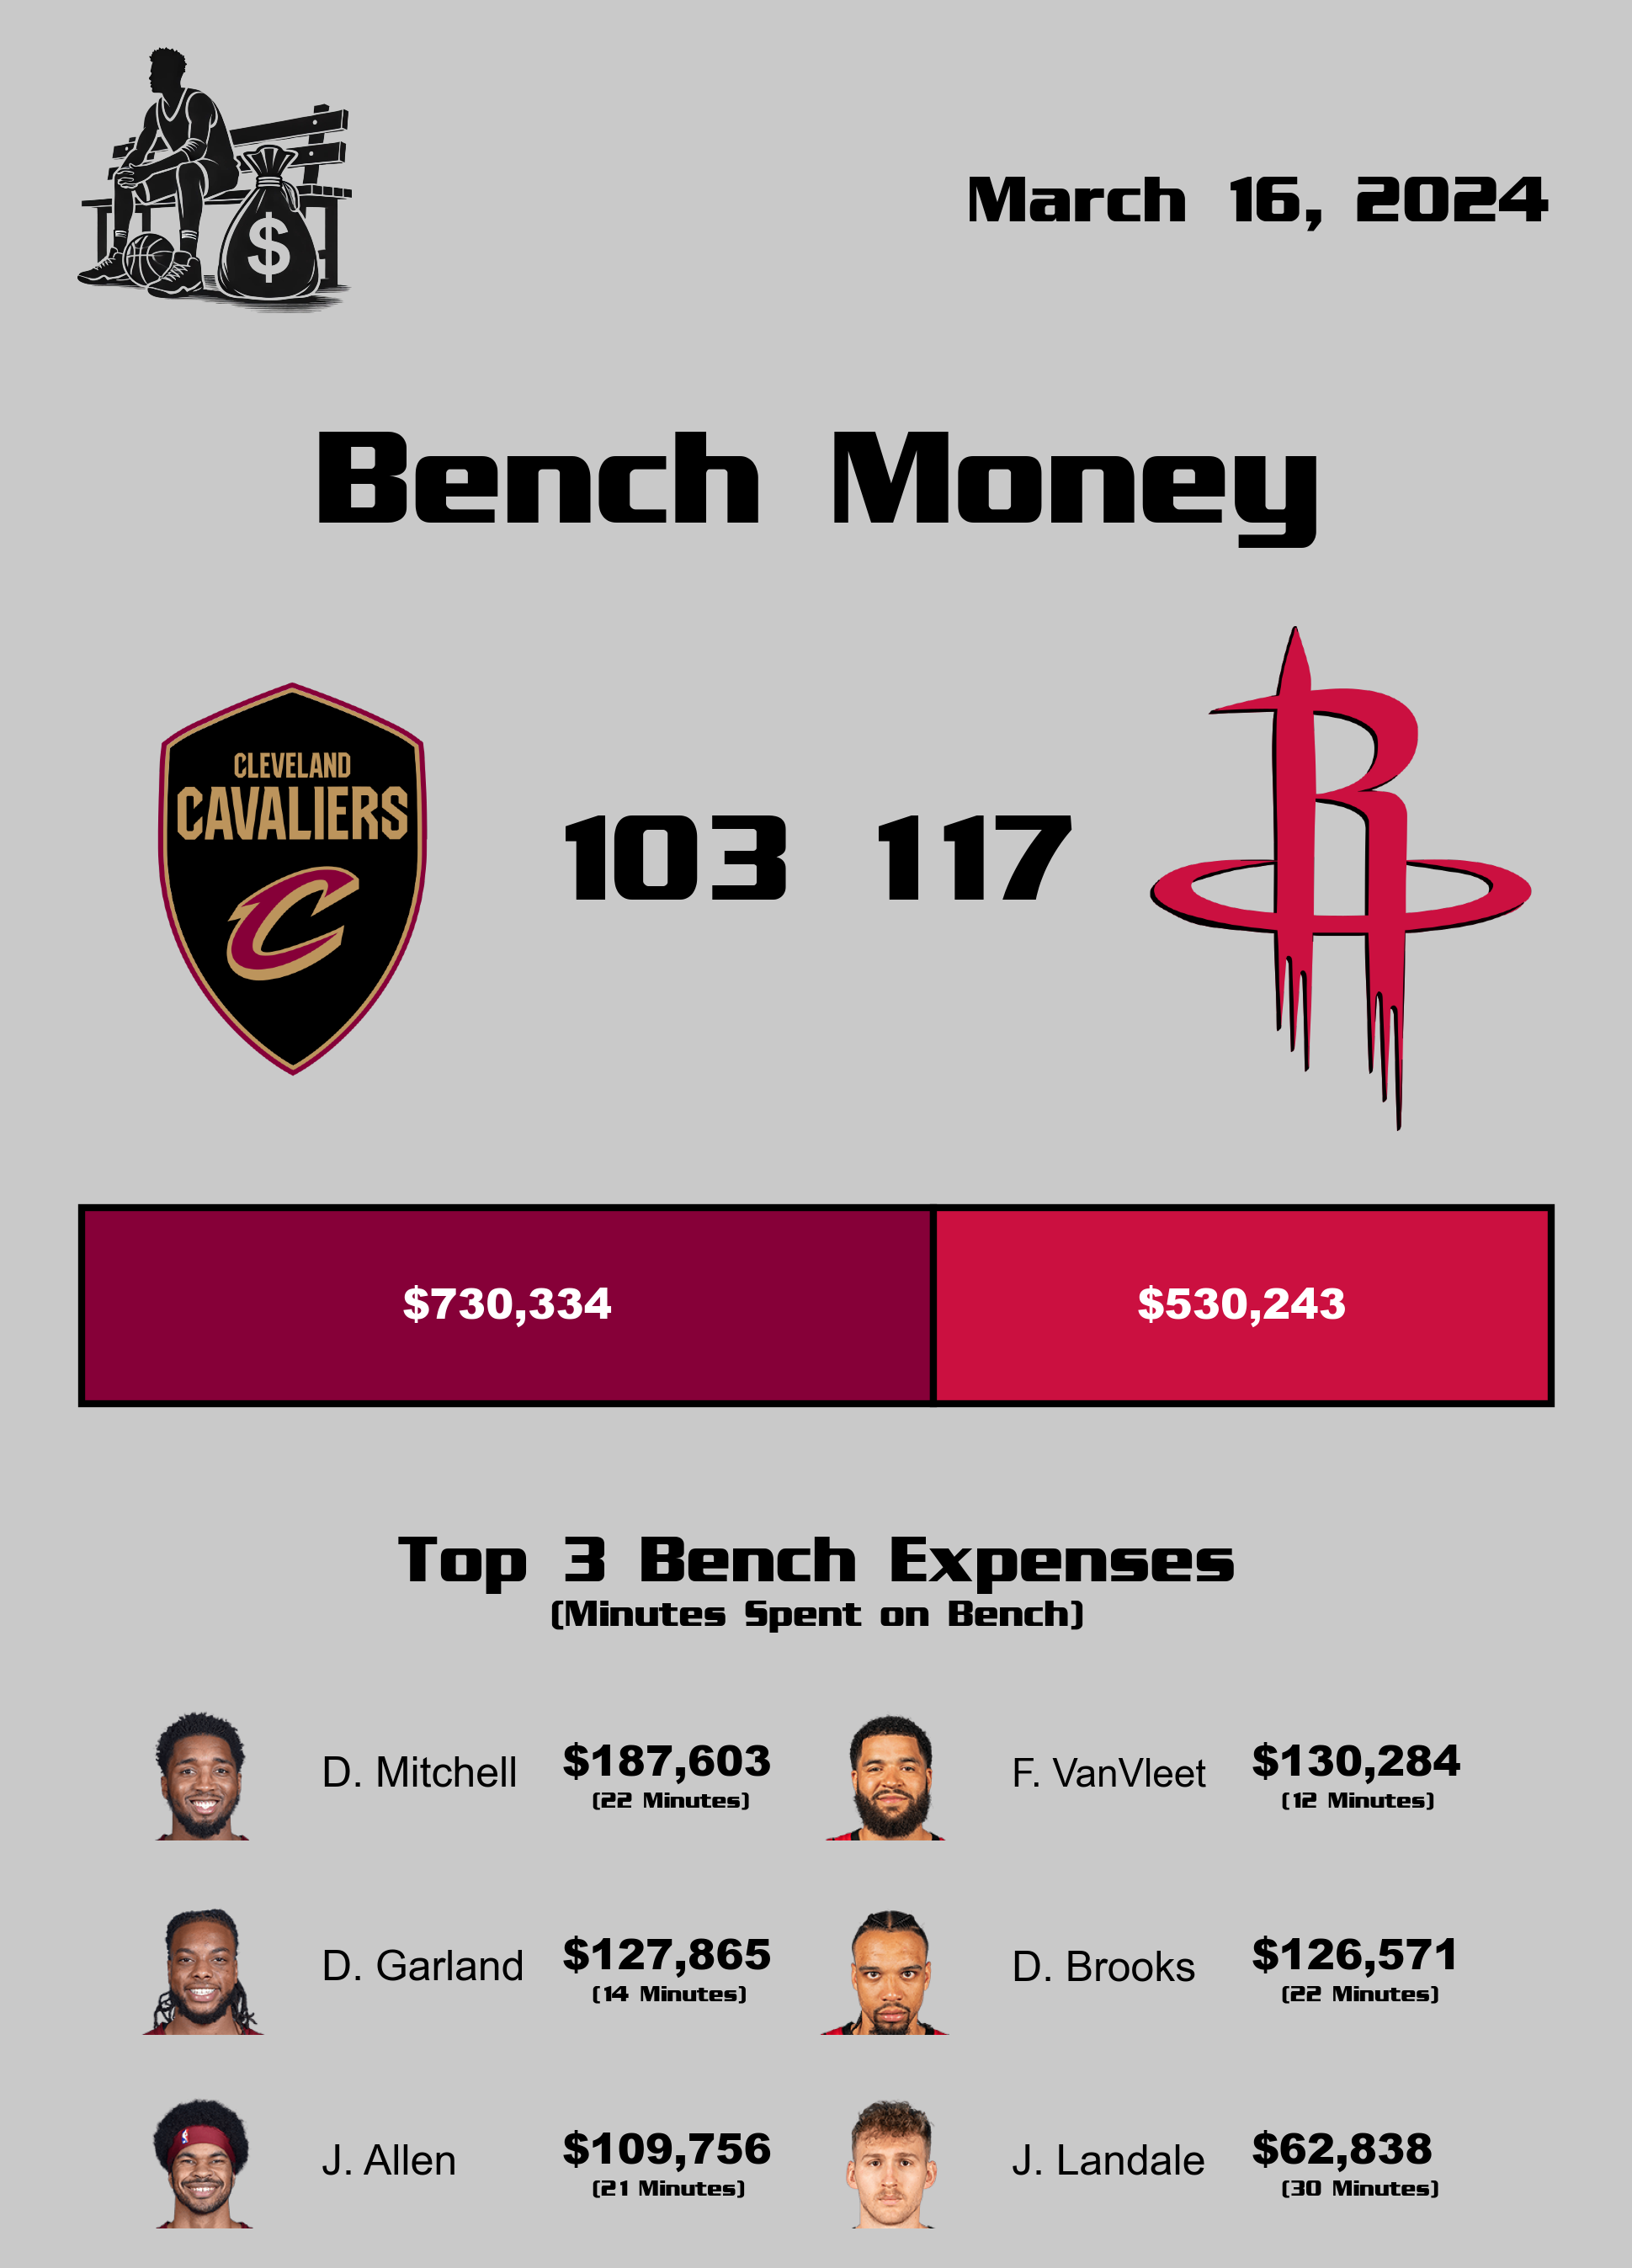 $
March 16, 2024
Bench Money
CLEVELAND
CAVALIERS
C
103 117
R
$730,334 $530,243
Top 3 Bench Expenses
(Minutes Spent on Bench)
D. Mitchell $187,603 F. VanVleet $130,284
(22 Minutes) (12 Minutes)
D. Garland $127,865 D. Brooks $126,571
(14 Minutes) (22 Minutes)
J. Allen $109,756 J. Landale $62,838
(21 Minutes) (30 Minutes)